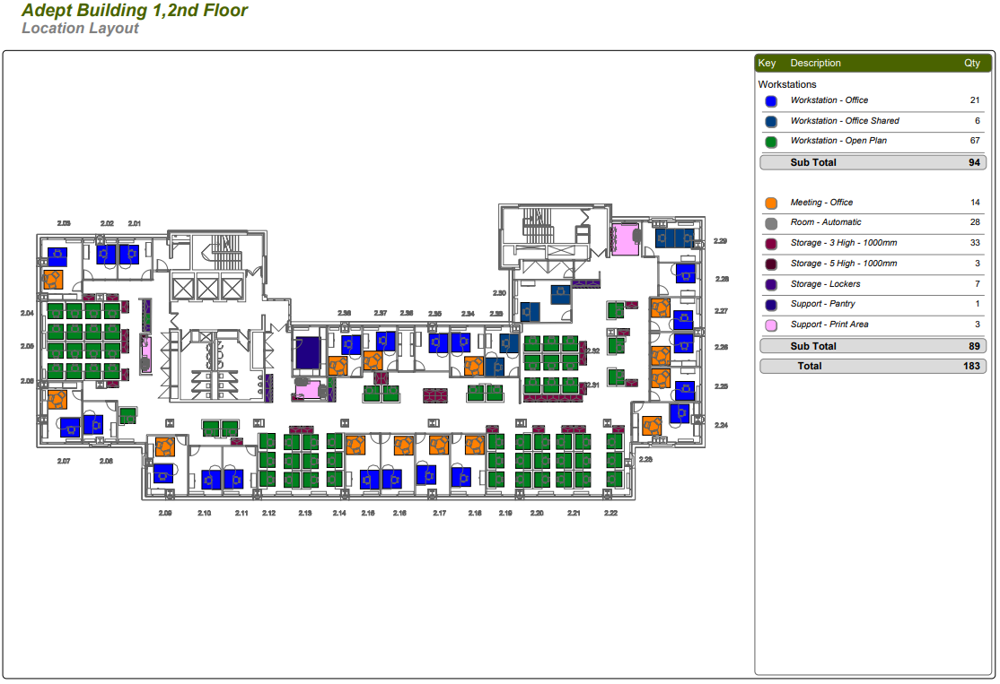 Adept Building 1,2nd Floor
Location Layout
Key Description Qty
Workstations
Workstation - Office 21
Workstation - Office Shared 6
Workstation - Open Plan 67
Sub Total 94
Meeting - Office 14
Room - Automatic 28
Storage - 3 High - 1000mm 33
Storage - 5 High - 1000mm 3
Storage - Lockers 7
Support - Pantry 1
Support - Print Area 3
Sub Total 89
Total 183
2.03 2.02 2.01
2.29
2.28
2.30
2.04
2.37 2.35 2.34
2.27
2.05
2.32
2.26
2.06
2.31
2.25
2.24
2.07 2.08
2.23
2.09 2.10 2.11 2.12 2.13 2.14 2.15 2.16 2.17 2.18 2.19 2.20 2.21 2.22